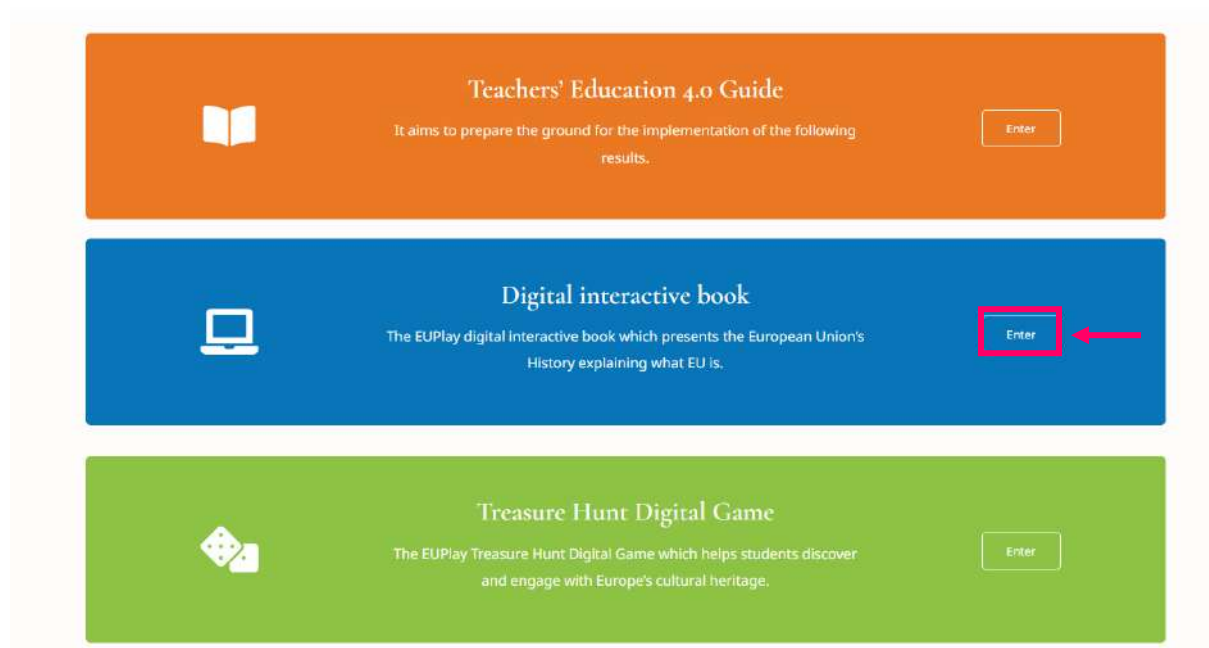 Teachers’ Education 4.0 Guide
It aims to prepare the ground for the implementation of the following
results.
Enter
Digital interactive book
The EUPlay digital interactive book which presents the European Union’s
History explaining what EU is.
Enter
Treasure Hunt Digital Game
The EUPlay Treasure Hunt Digital Game which helps students discover
and engage with Europe’s cultural heritage.
Enter